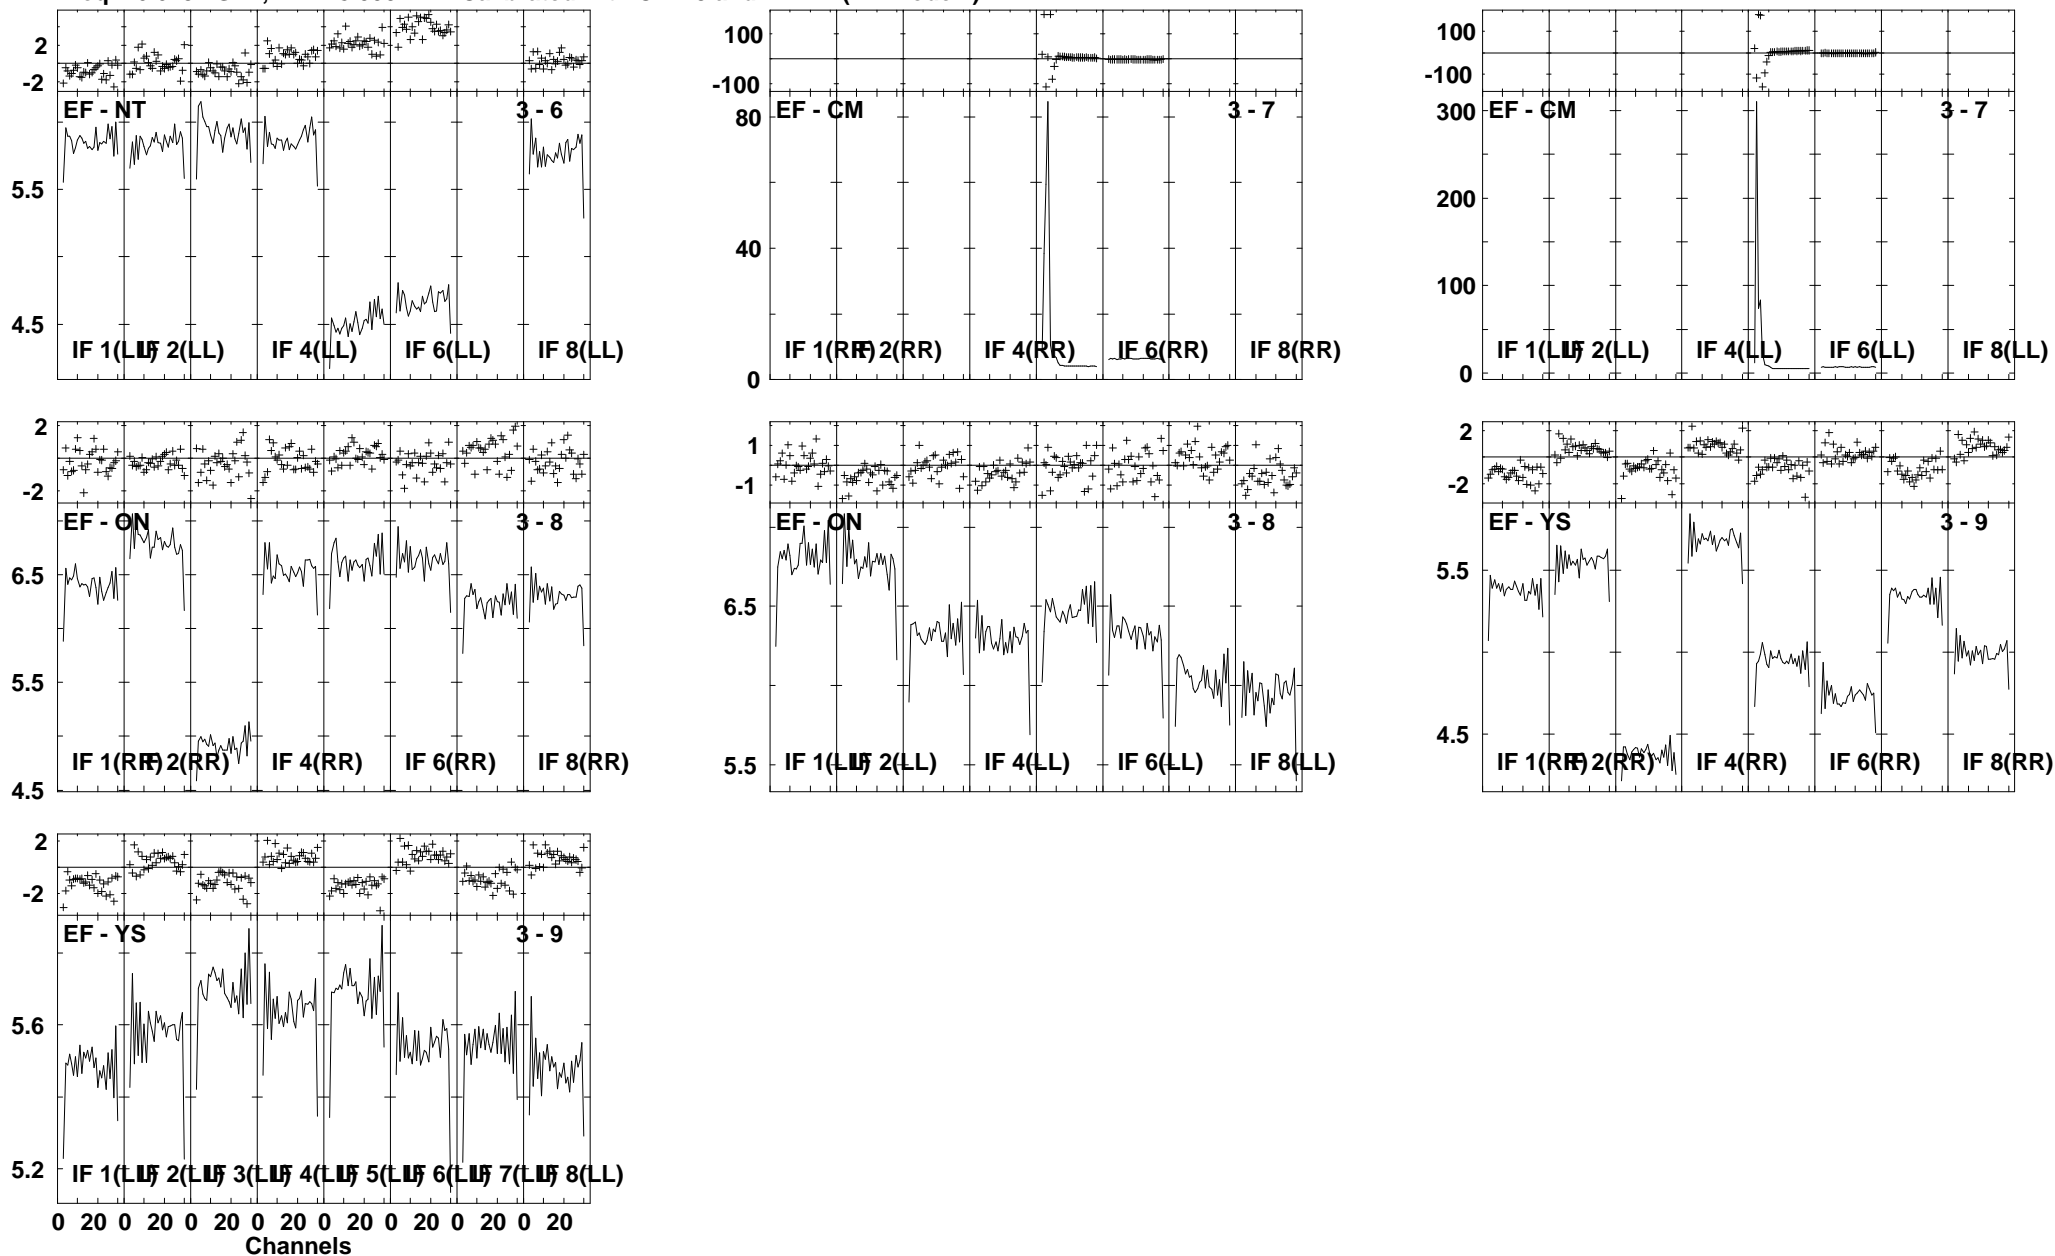 2
-2
EF - NT 3 - 6
5.5
4.5
IF 1(LL) IF 2(LL) IF 4(LL) IF 6(LL) IF 8(LL)
100
-100
EF - CM 3 - 7
80
40
0
IF 1(RR) IF 2(RR) IF 4(RR) IF 6(RR) IF 8(RR)
100
-100
EF - CM 3 - 7
300
200
100
0
IF 1(LL) IF 2(LL) IF 4(LL) IF 6(LL) IF 8(LL)
2
-2
EF - ON 3 - 8
6.5
5.5
4.5
IF 1(RR) IF 2(RR) IF 4(RR) IF 6(RR) IF 8(RR)
1
-1
EF - ON 3 - 8
6.5
5.5
IF 1(LL) IF 2(LL) IF 4(LL) IF 6(LL) IF 8(LL)
2
-2
EF - YS 3 - 9
5.5
4.5
IF 1(RR) IF 2(RR) IF 4(RR) IF 6(RR) IF 8(RR)
2
-2
EF - YS 3 - 9
5.6
5.2
IF 1(LL) IF 2(LL) IF 3(LL) IF 4(LL) IF 5(LL) IF 6(LL) IF 7(LL) IF 8(LL)
0 20 0 20 0 20 0 20 0 20 0 20 0 20 0 20
Channels